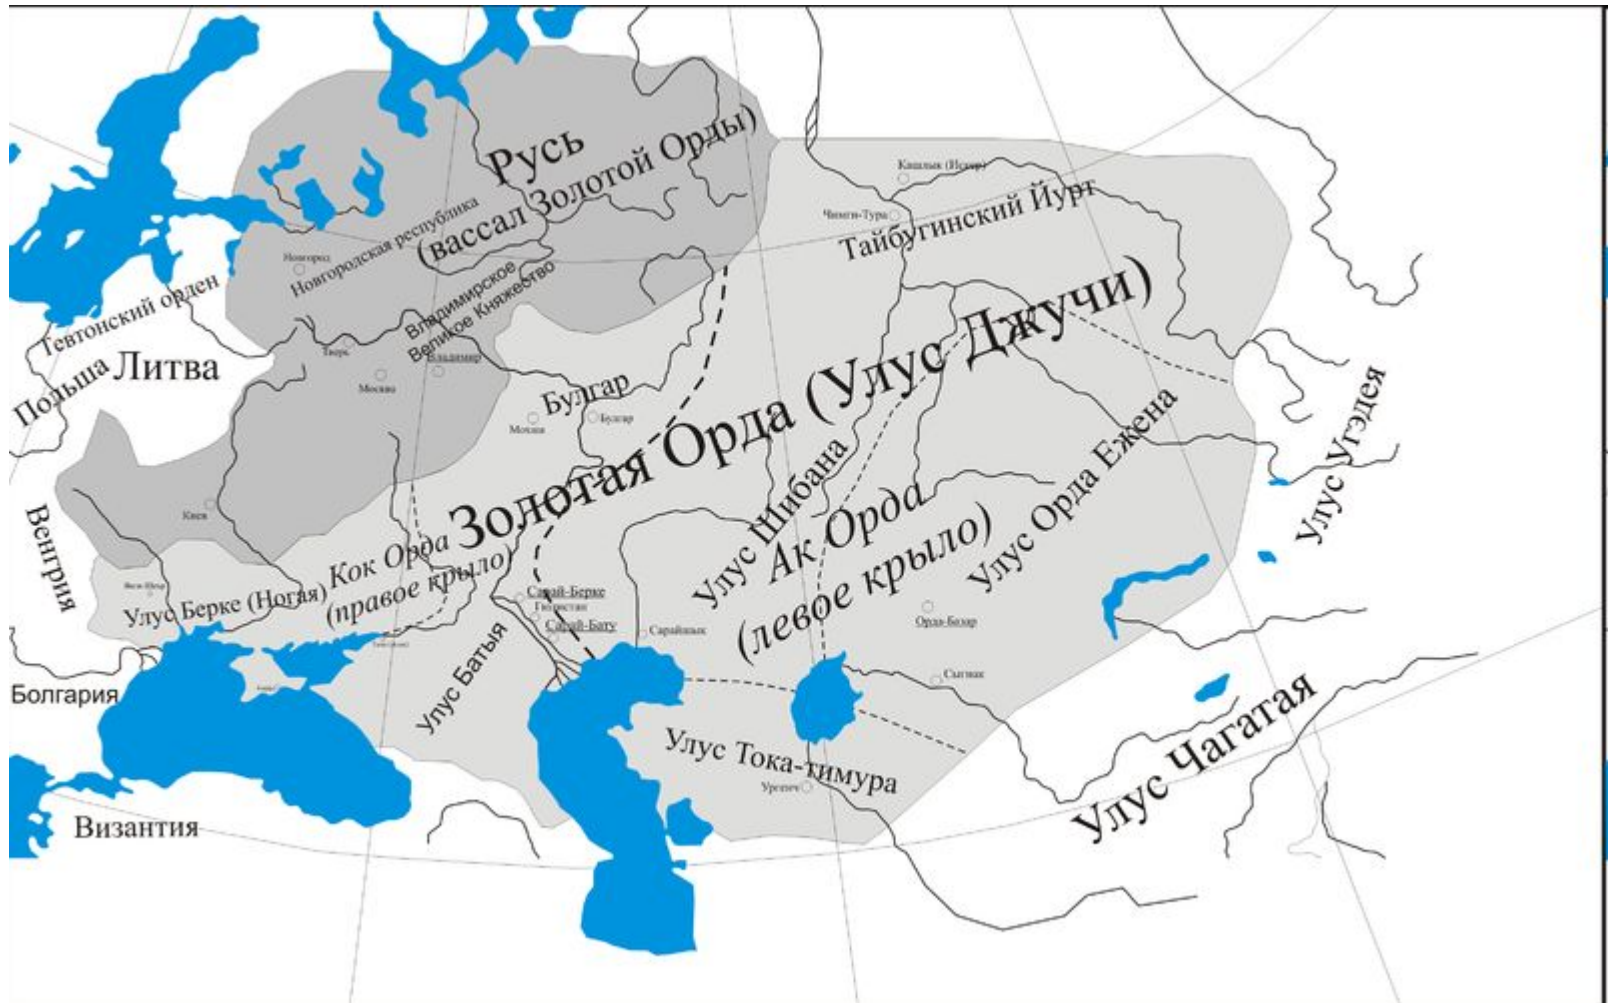 Русь
(вассал Золотой Орды)
Новгородская республика
Новгород
Владимирское
Великое Княжество
Владимир
Тверь
Москва
Тевтонский орден
Польша
Литва
Венгрия
Киев
Болгария
Византия
Кашлык (Искер)
Чимги-Тура
Тайбугинский Йурт
Золотая Орда (Улус Джучи)
Булгар
Булгар
Мохши
Кок Орда
(правое крыло)
Улус Берке (Ногая)
Улус Батыя
Сарай-Берке
Гюлистан
Сарай-Бату
Сарайшык
Улус Шибана
Ак Орда
(левое крыло)
Улус Орда Ежена
Орда-Базар
Сыгнак
Улус Тока-тимура
Ургенч
Улус Угэдея
Улус Чагатая